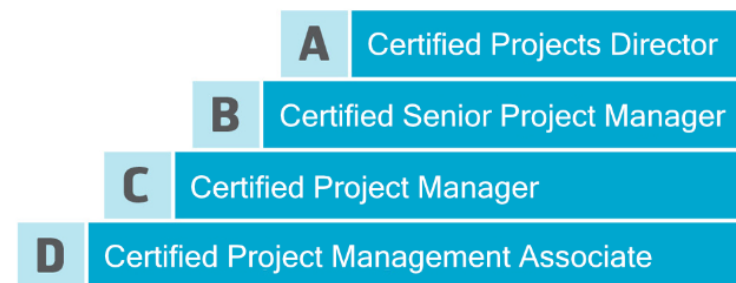 A Certified Projects Director
B Certified Senior Project Manager
C Certified Project Manager
D Certified Project Management Associate